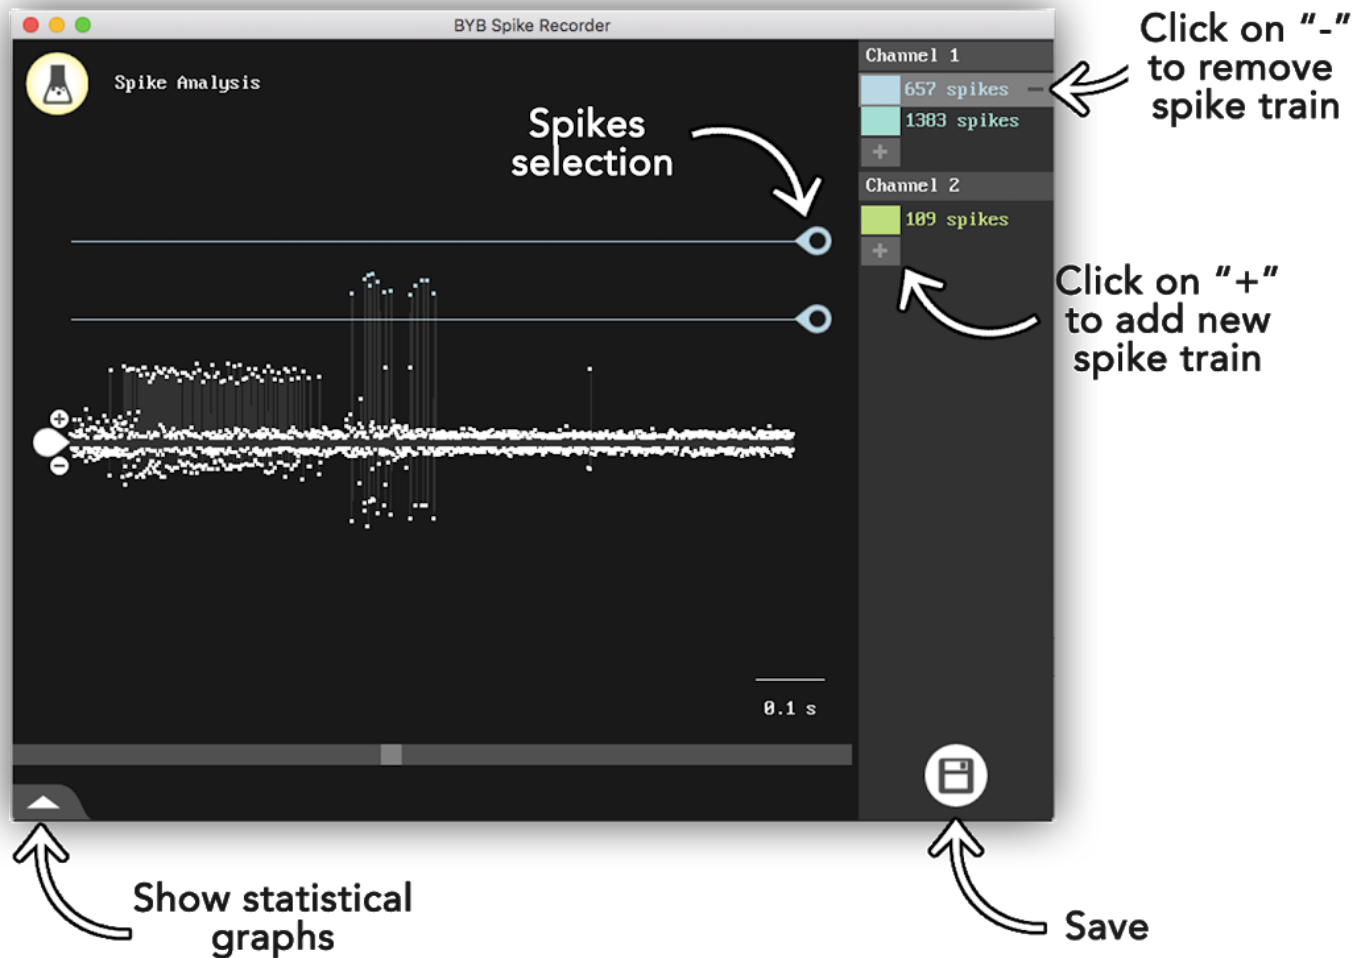 BYB Spike Recorder
Click on "-"
to remove
spike train
Spike Analysis
Channel 1
657 spikes −
1383 spikes
+
Spikes
selection
Channel 2
109 spikes
+
Click on "+"
to add new
spike train
+
−
0.1 s
Show statistical
graphs
Save